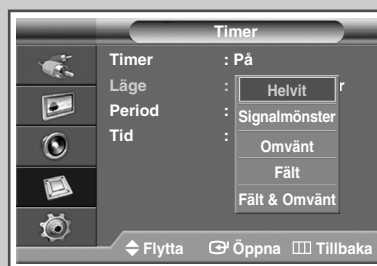 Timer
Timer : På
Läge : r
Period :
Tid :
Helvit
Signalmönster
Omvänt
Fält
Fält & Omvänt
Flytta Öppna Tillbaka